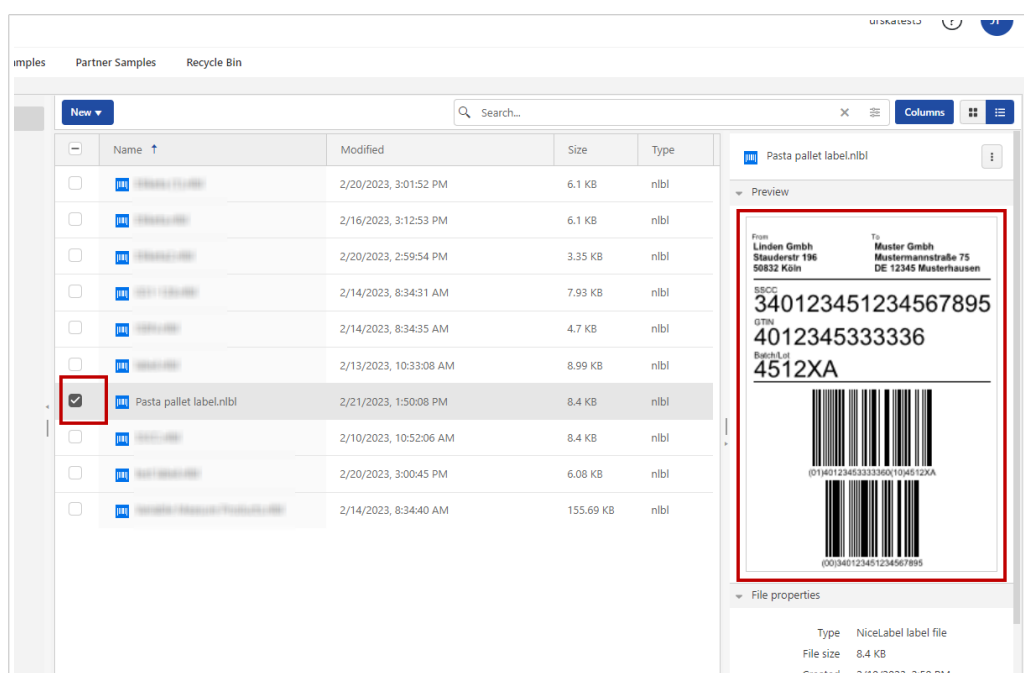 Partner Samples Recycle Bin
New
Search...
Columns
Name Modified Size Type
2/20/2023, 3:01:52 PM 6.1 KB nlbl
2/16/2023, 3:12:53 PM 6.1 KB nlbl
2/20/2023, 2:59:54 PM 3.35 KB nlbl
2/14/2023, 8:34:31 AM 7.93 KB nlbl
2/14/2023, 8:34:35 AM 4.7 KB nlbl
2/13/2023, 10:33:08 AM 8.99 KB nlbl
Pasta pallet label.nlbl 2/21/2023, 1:50:08 PM 8.4 KB nlbl
2/10/2023, 10:52:06 AM 8.4 KB nlbl
2/20/2023, 3:00:45 PM 6.08 KB nlbl
2/14/2023, 8:34:40 AM 155.69 KB nlbl
Pasta pallet label.nlbl
Preview
From To
Linden Gmbh Muster Gmbh
Stauderstr 196 Mustermannstraße 75
50832 Köln DE 12345 Musterhausen
SSCC
340123451234567895
GTIN
4012345333336
Batch/Lot
4512XA
(01)40123453333360(10)4512XA
(00)340123451234567895
File properties
Type NiceLabel label file
File size 8.4 KB